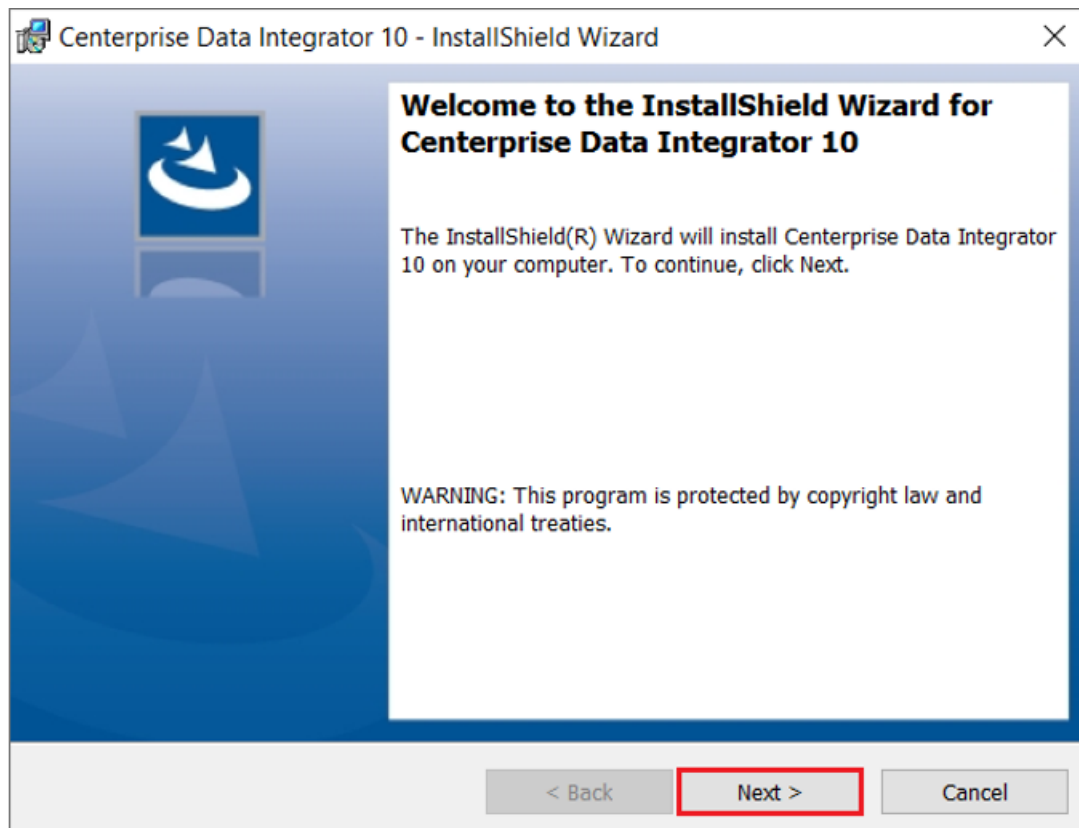 Centerprise Data Integrator 10 - InstallShield Wizard
Welcome to the InstallShield Wizard for
Centerprise Data Integrator 10
The InstallShield(R) Wizard will install Centerprise Data Integrator
10 on your computer. To continue, click Next.
WARNING: This program is protected by copyright law and
international treaties.
< Back
Next >
Cancel